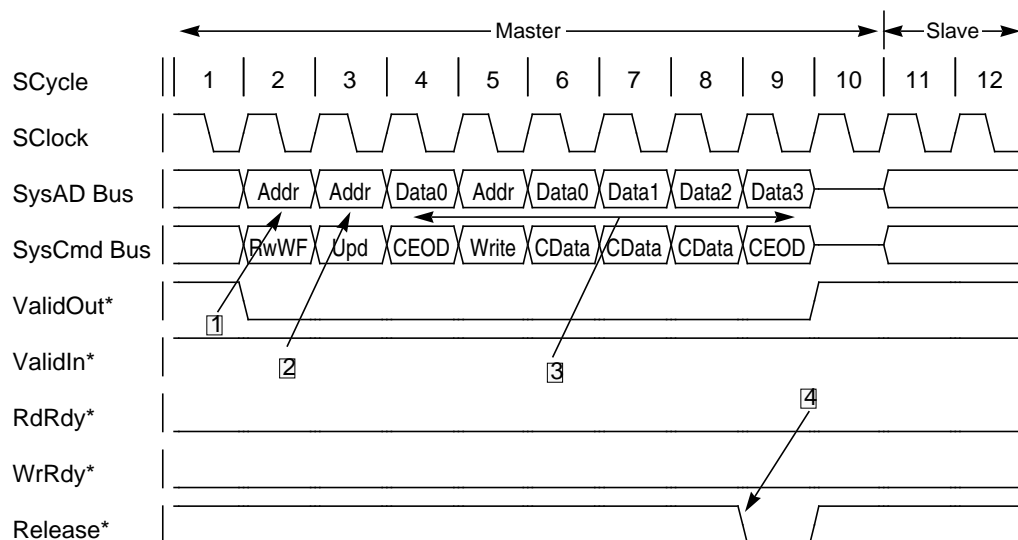 Master Slave
SCycle 1 2 3 4 5 6 7 8 9 10 11 12
SClock
SysAD Bus Addr Addr Data0 Addr Data0 Data1 Data2 Data3
SysCmd Bus RwWF Upd CEOD Write CData CData CData CEOD
ValidOut*
1
ValidIn*
2
3
RdRdy*
4
WrRdy*
Release*